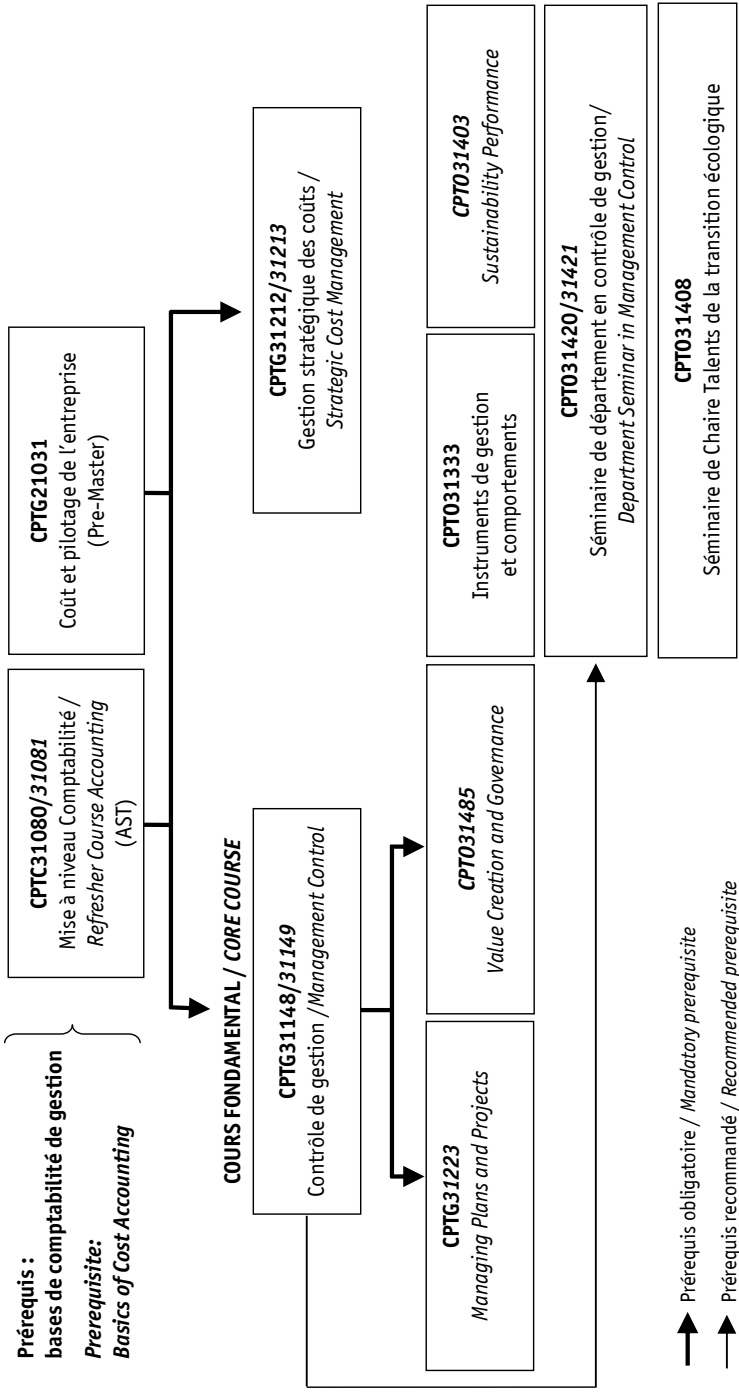 Prérequis :
bases de comptabilité de gestion
Prerequisite:
Basics of Cost Accounting
CPTC31080/31081
Mise à niveau Comptabilité /
Refresher Course Accounting
(AST)
CPTG21031
Coût et pilotage de l'entreprise
(Pre-Master)
COURS FONDAMENTAL / CORE COURSE
CPTG31148/31149
Contrôle de gestion /Management Control
CPTG31212/31213
Gestion stratégique des coûts /
Strategic Cost Management
CPTG31223
Managing Plans and Projects
CPTO31485
Value Creation and Governance
CPTO31333
Instruments de gestion
et comportements
CPTO31403
Sustainability Performance
CPTO31420/31421
Séminaire de département en contrôle de gestion/
Department Seminar in Management Control
CPTO31408
Séminaire de Chaire Talents de la transition écologique
Prérequis obligatoire / Mandatory prerequisite
Prérequis recommandé / Recommended prerequisite